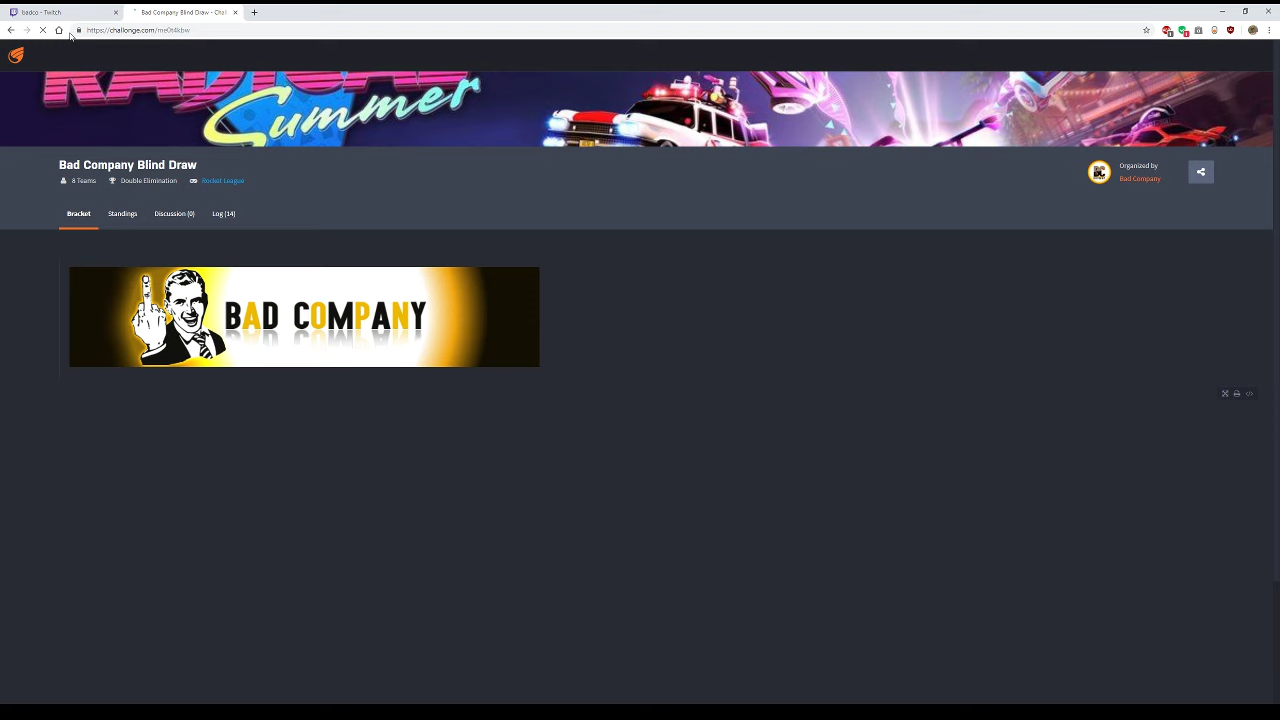 badco - Twitch
Bad Company Blind Draw - Chal
https://challonge.com/me0t4kbw
RADICAL
Summer
Bad Company Blind Draw
8 Teams
Double Elimination
Rocket League
Organized by
Bad Company
Bracket
Standings
Discussion (0)
Log (14)
BAD COMPANY